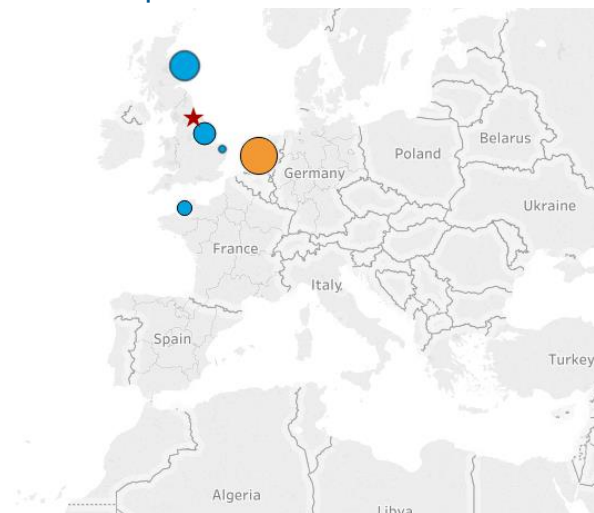 Belarus
Poland
Germany
Ukraine
France
Italy
Spain
Turkey
Algeria
Libya